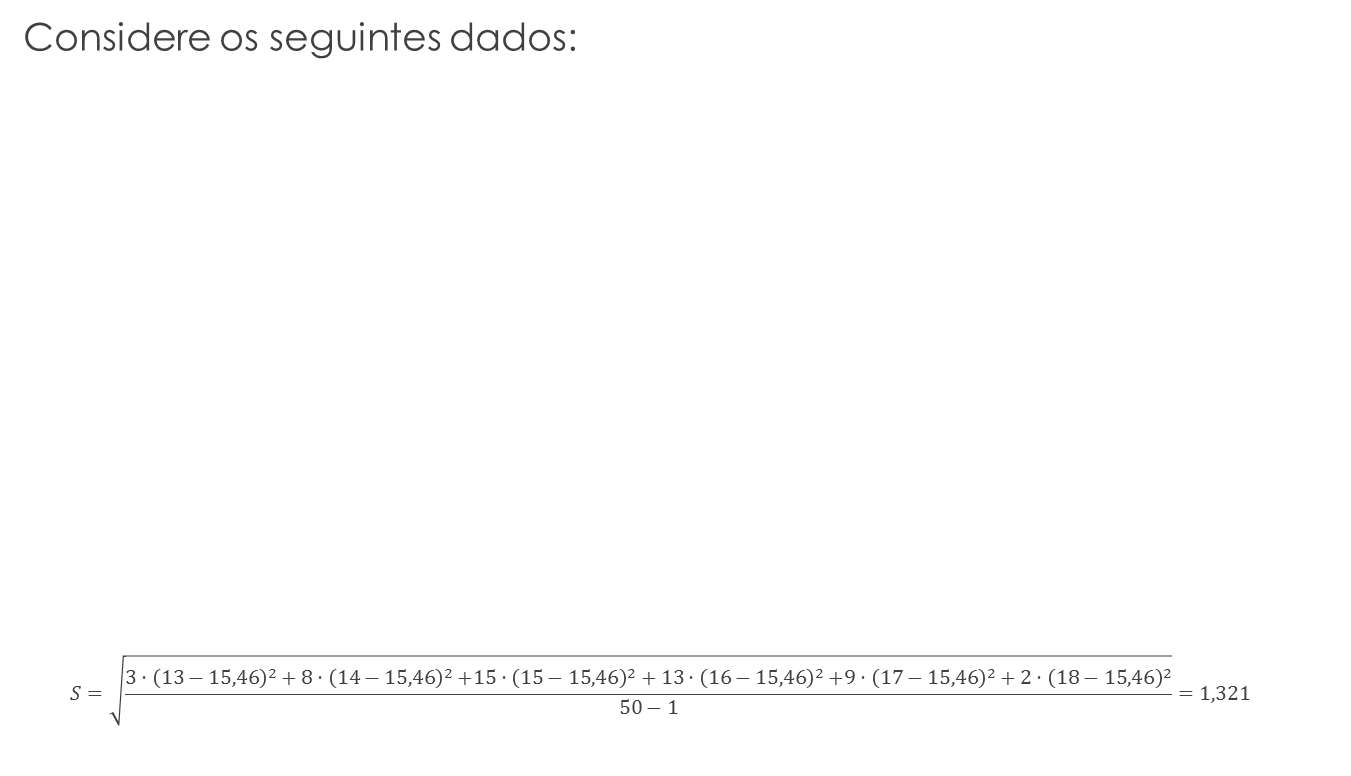 Considere os seguintes dados:
S = √(3 · (13 − 15,46)² + 8 · (14 − 15,46)² +15 · (15 − 15,46)² + 13 · (16 − 15,46)² +9 · (17 − 15,46)² + 2 · (18 − 15,46)² / 50 − 1) = 1,321